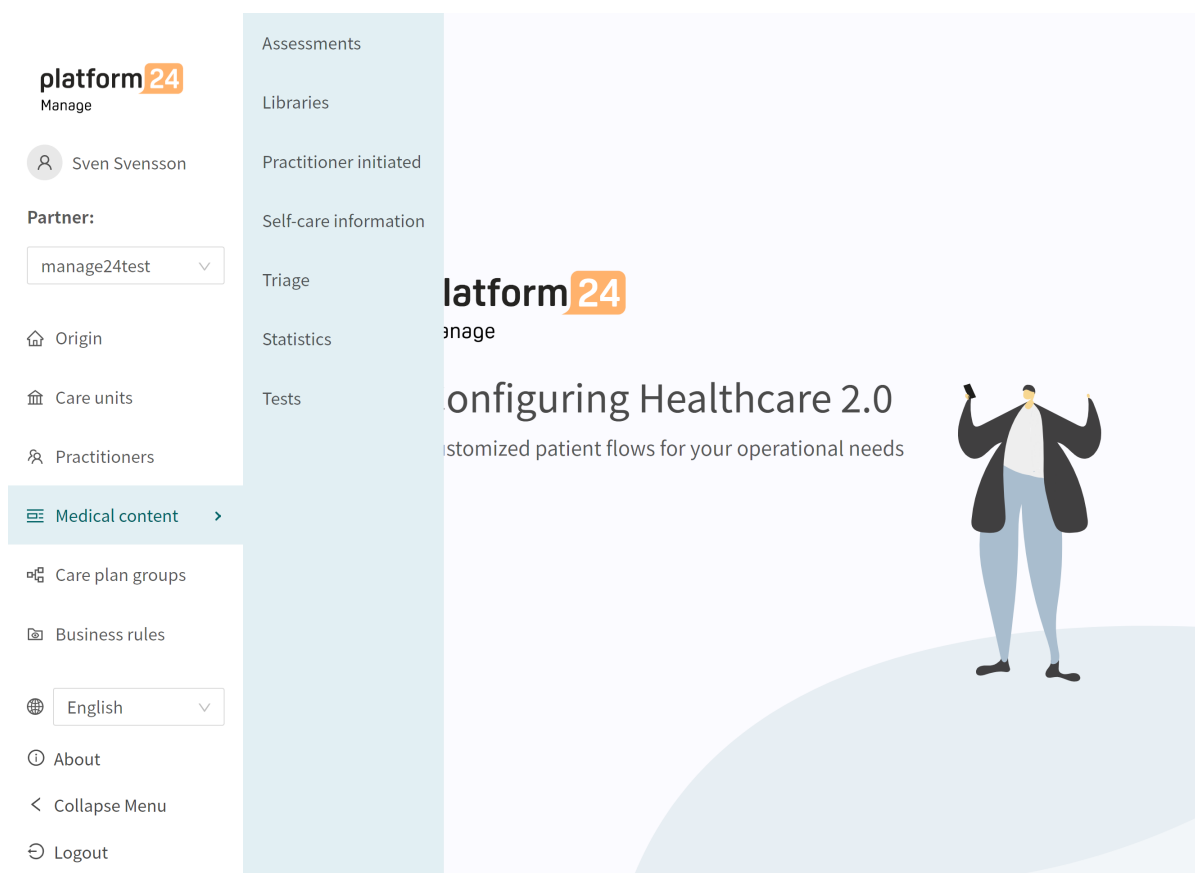 platform24
Manage
Sven Svensson
Partner:
manage24test
Origin
Care units
Practitioners
Medical content
Care plan groups
Business rules
English
About
Collapse Menu
Logout
Assessments
Libraries
Practitioner initiated
Self-care information
Triage
Statistics
Tests
latform24
anage
onfiguring Healthcare 2.0
stomized patient flows for your operational needs